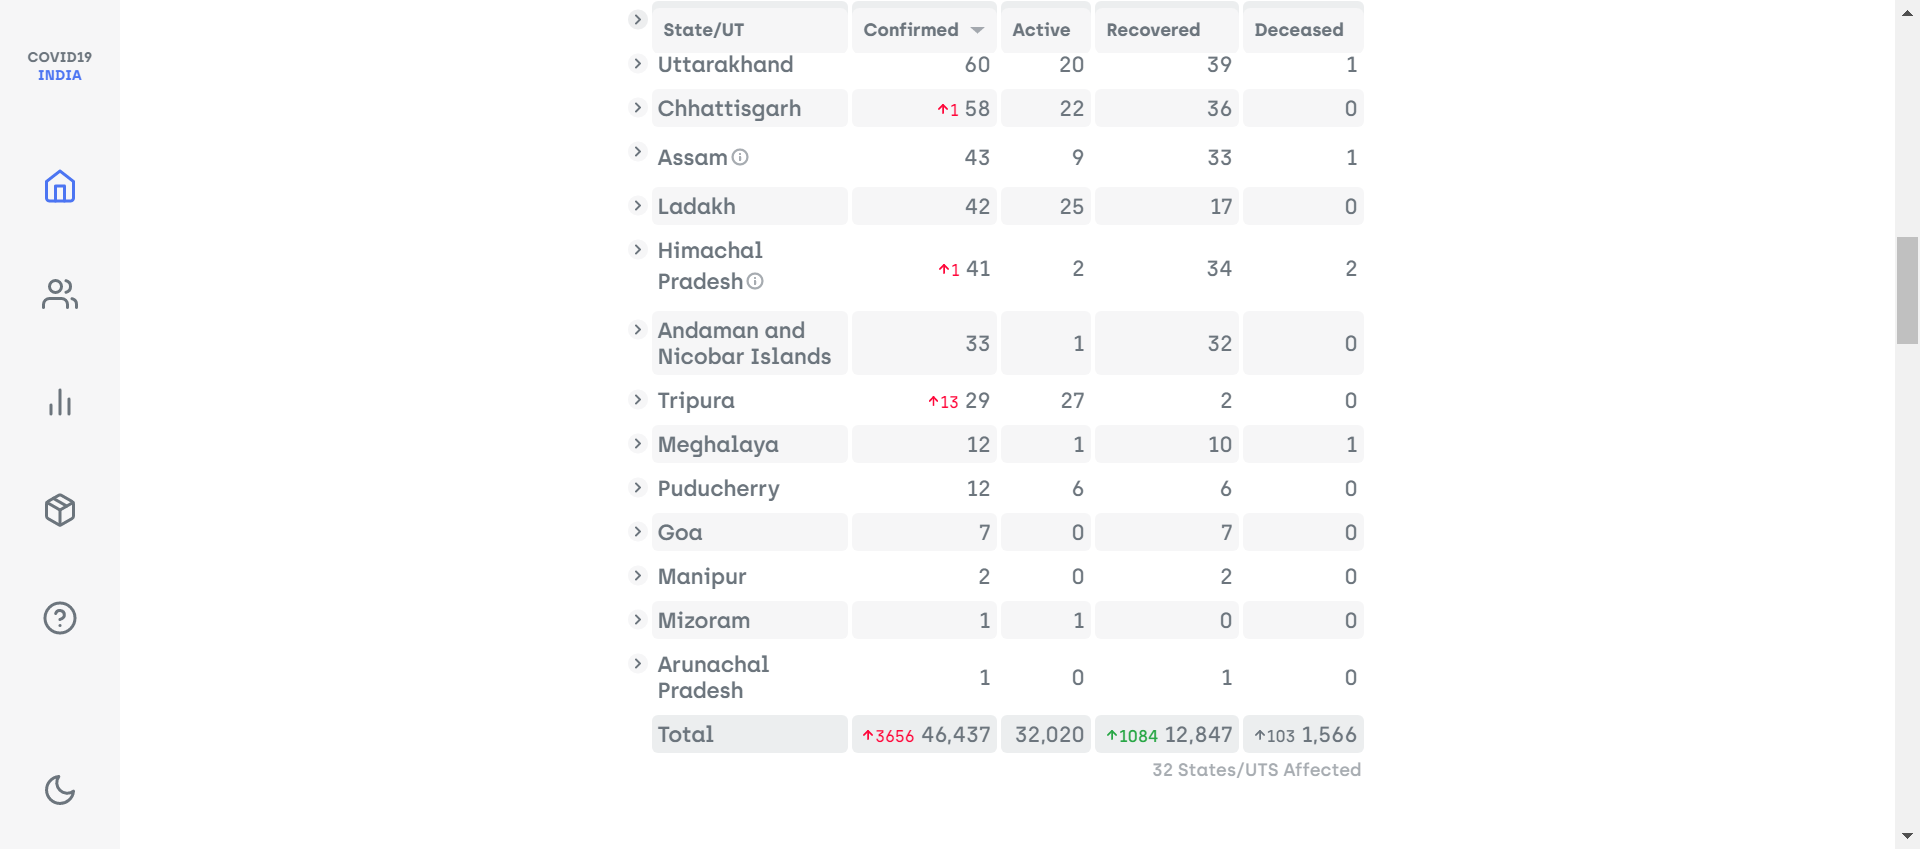 COVID19
INDIA
State/UT Confirmed Active Recovered Deceased
Uttarakhand 60 20 39 1
Chhattisgarh ↑1 58 22 36 0
Assam 43 9 33 1
Ladakh 42 25 17 0
Himachal
Pradesh ↑1 41 2 34 2
Andaman and
Nicobar Islands 33 1 32 0
Tripura ↑13 29 27 2 0
Meghalaya 12 1 10 1
Puducherry 12 6 6 0
Goa 7 0 7 0
Manipur 2 0 2 0
Mizoram 1 1 0 0
Arunachal
Pradesh 1 0 1 0
Total ↑3656 46,437 32,020 ↑1084 12,847 ↑103 1,566
32 States/UTS Affected